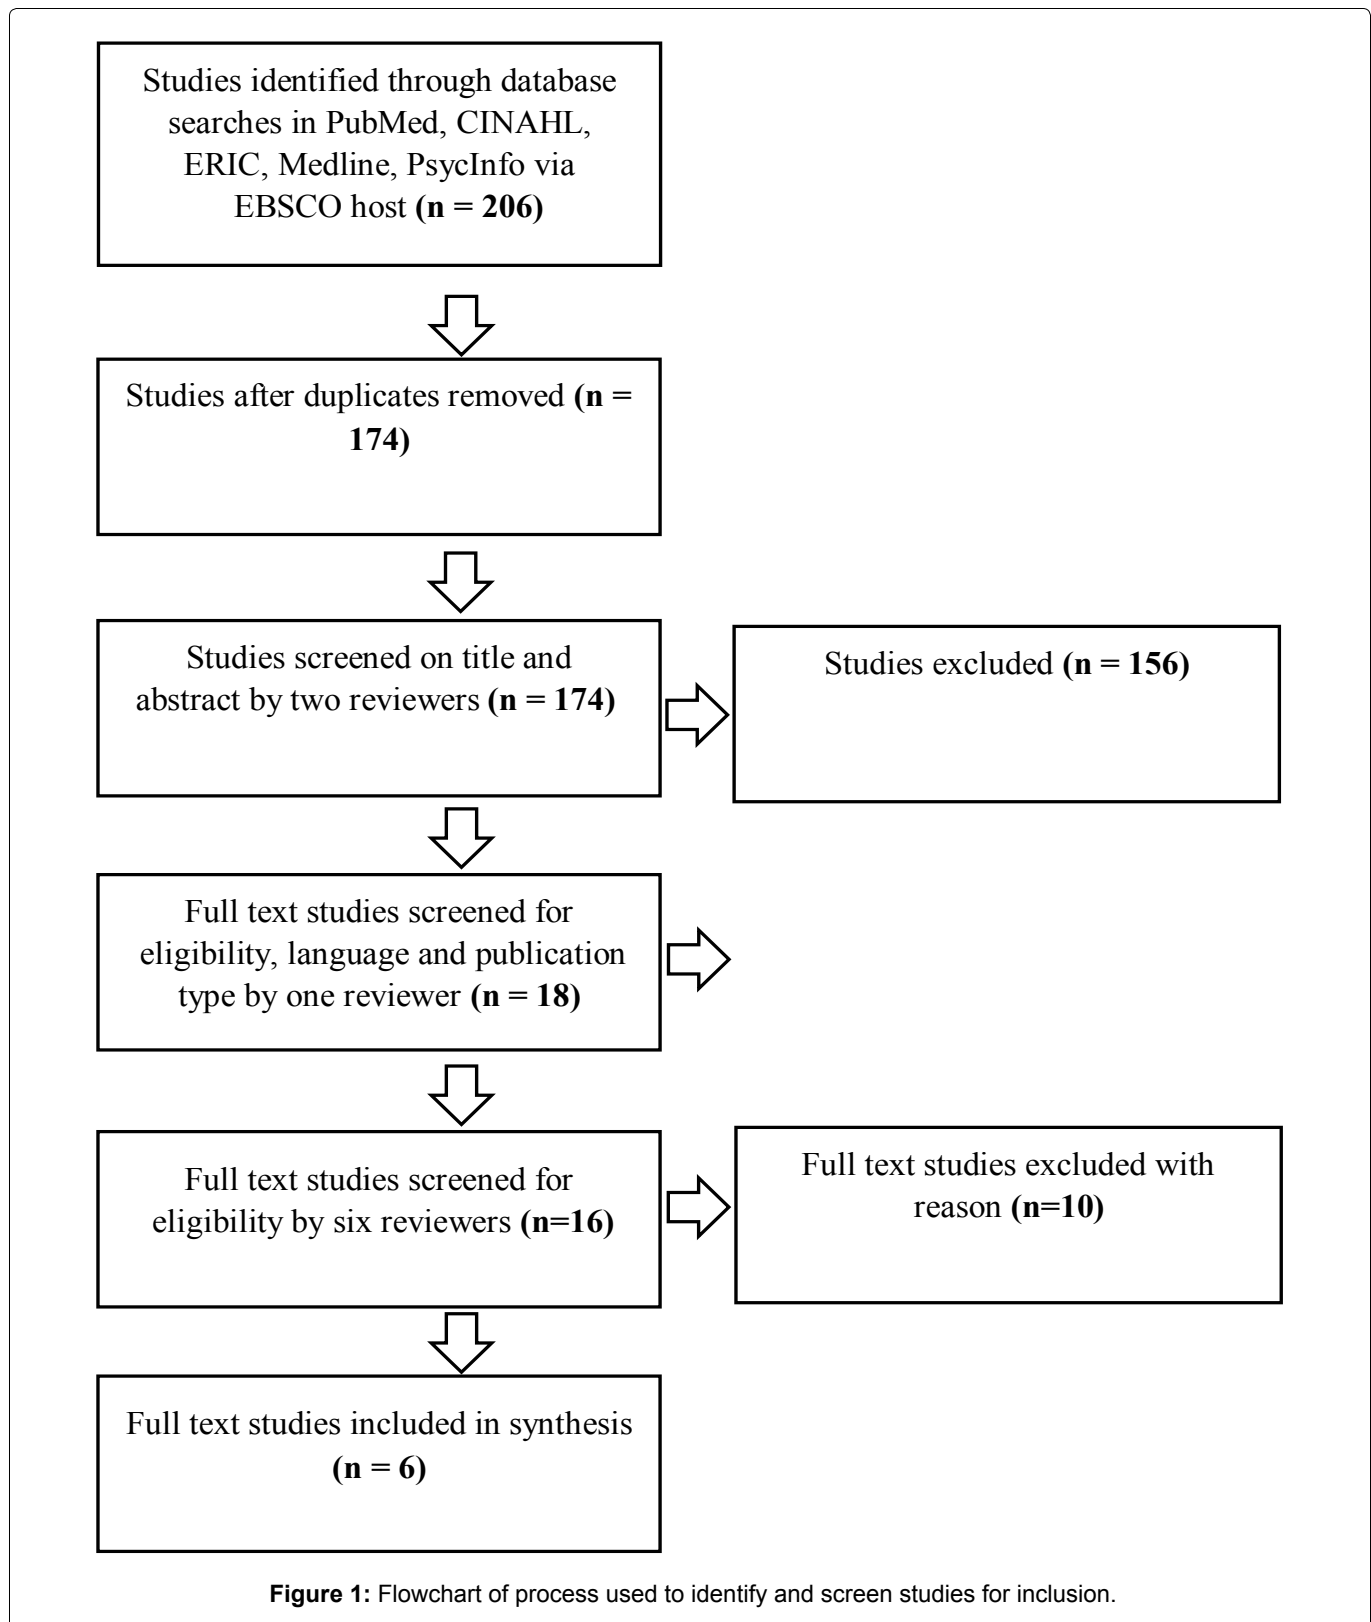 Studies identified through database
searches in PubMed, CINAHL,
ERIC, Medline, PsycInfo via
EBSCO host (n = 206)
Studies after duplicates removed (n =
174)
Studies screened on title and
abstract by two reviewers (n = 174)
Studies excluded (n = 156)
Full text studies screened for
eligibility, language and publication
type by one reviewer (n = 18)
Full text studies screened for
eligibility by six reviewers (n=16)
Full text studies excluded with
reason (n=10)
Full text studies included in synthesis
(n = 6)
Figure 1: Flowchart of process used to identify and screen studies for inclusion.